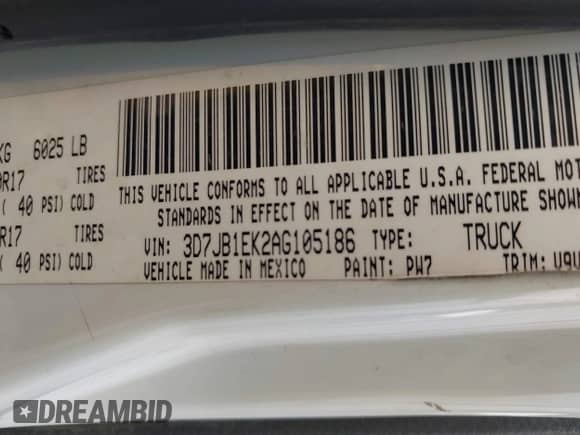 KG 6025 LB
R17 TIRES
( 40 PSI) COLD
R17 TIRES
( 40 PSI) COLD
THIS VEHICLE CONFORMS TO ALL APPLICABLE U.S.A. FEDERAL MOT
STANDARDS IN EFFECT ON THE DATE OF MANUFACTURE SHOWN
VIN: 3D7JB1EK2AG105186 TYPE: TRUCK
VEHICLE MADE IN MEXICO PAINT: PW7 TRIM: V9V
DREAMBID